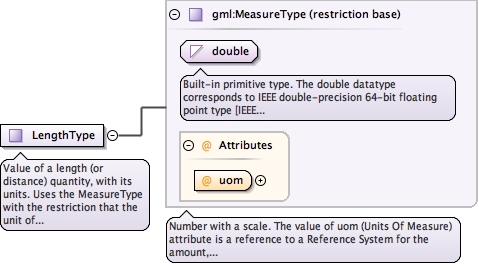 gml:MeasureType (restriction base)
double
Built-in primitive type. The double datatype
corresponds to IEEE double-precision 64-bit floating
point type [IEEE...
LengthType
Value of a length (or
distance) quantity, with its
units. Uses the MeasureType
with the restriction that the
unit of...
@ Attributes
@ uom
Number with a scale. The value of uom (Units Of Measure)
attribute is a reference to a Reference System for the
amount,...